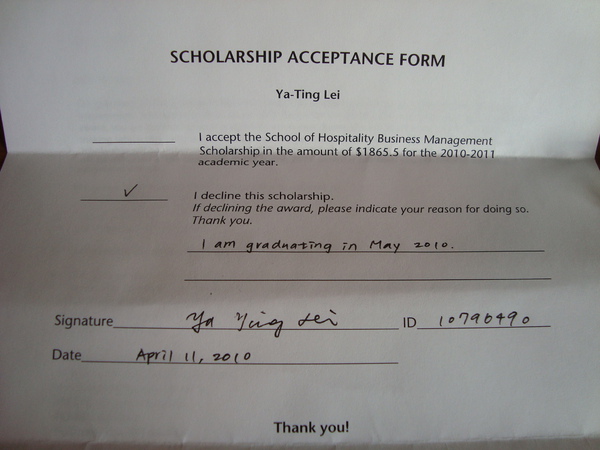 SCHOLARSHIP ACCEPTANCE FORM
Ya-Ting Lei
I accept the School of Hospitality Business Management
Scholarship in the amount of $1865.5 for the 2010-2011
academic year.
✓ I decline this scholarship.
If declining the award, please indicate your reason for doing so.
Thank you.
I am graduating in May 2010.
Signature Ya Ting Lei ID 10790490
Date April 11, 2010
Thank you!